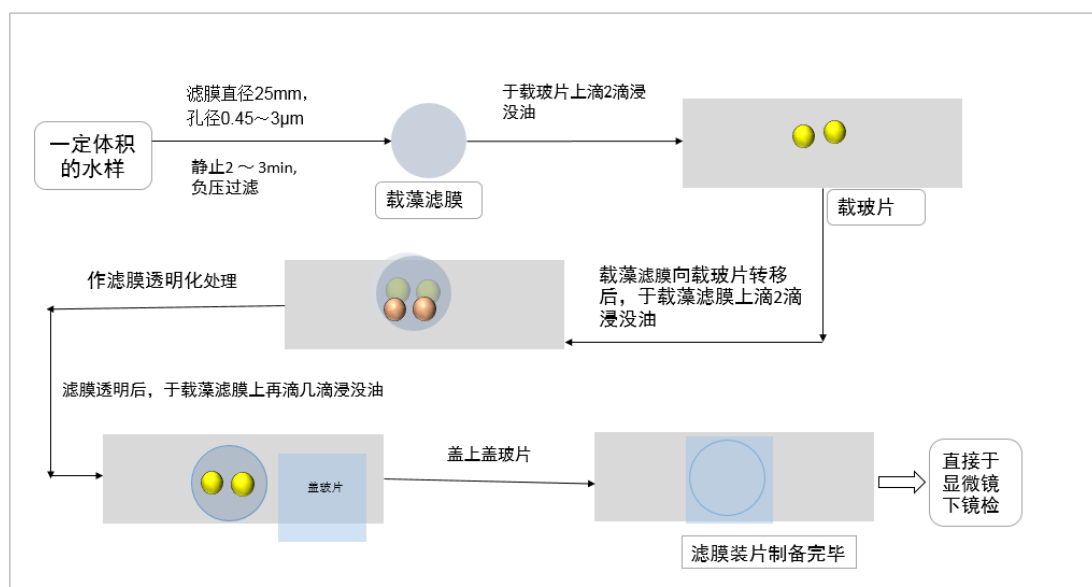 滤膜直径25mm，
孔径0.45～3μm
于载玻片上滴2滴浸
没油
一定体积
的水样
静止2 ～ 3min,
负压过滤
载藻滤膜
载玻片
作滤膜透明化处理
载藻滤膜向载玻片转移
后，于载藻滤膜上滴2滴
浸没油
滤膜透明后，于载藻滤膜上再滴几滴浸没油
盖玻片
盖上盖玻片
直接于
显微镜
下镜检
滤膜装片制备完毕